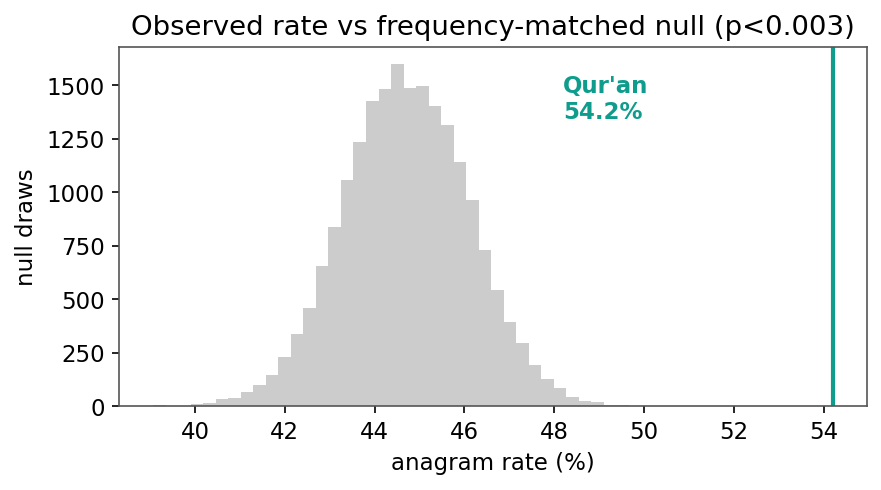 Observed rate vs frequency-matched null (p<0.003)
Qur'an
54.2%
1500
1250
1000
750
500
250
0
null draws
40 42 44 46 48 50 52 54
anagram rate (%)